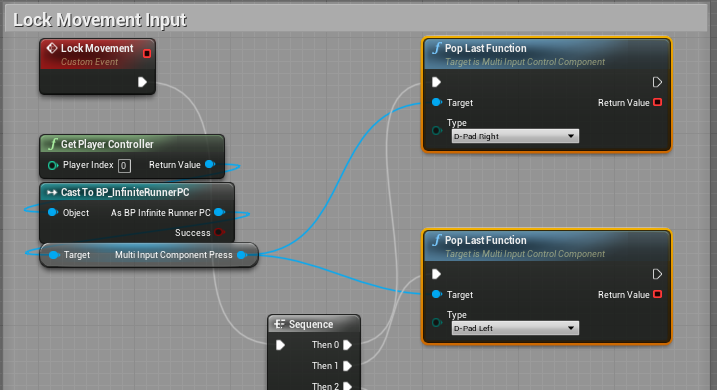 Lock Movement Input
Lock Movement
Custom Event
Get Player Controller
Player Index 0 Return Value
Cast To BP_InfiniteRunnerPC
Object As BP Infinite Runner PC
Success
Target Multi Input Component Press
Sequence
Then 0
Then 1
Then 2
Pop Last Function
Target is Multi Input Control Component
Target Return Value
Type
D-Pad Right
Pop Last Function
Target is Multi Input Control Component
Target Return Value
Type
D-Pad Left